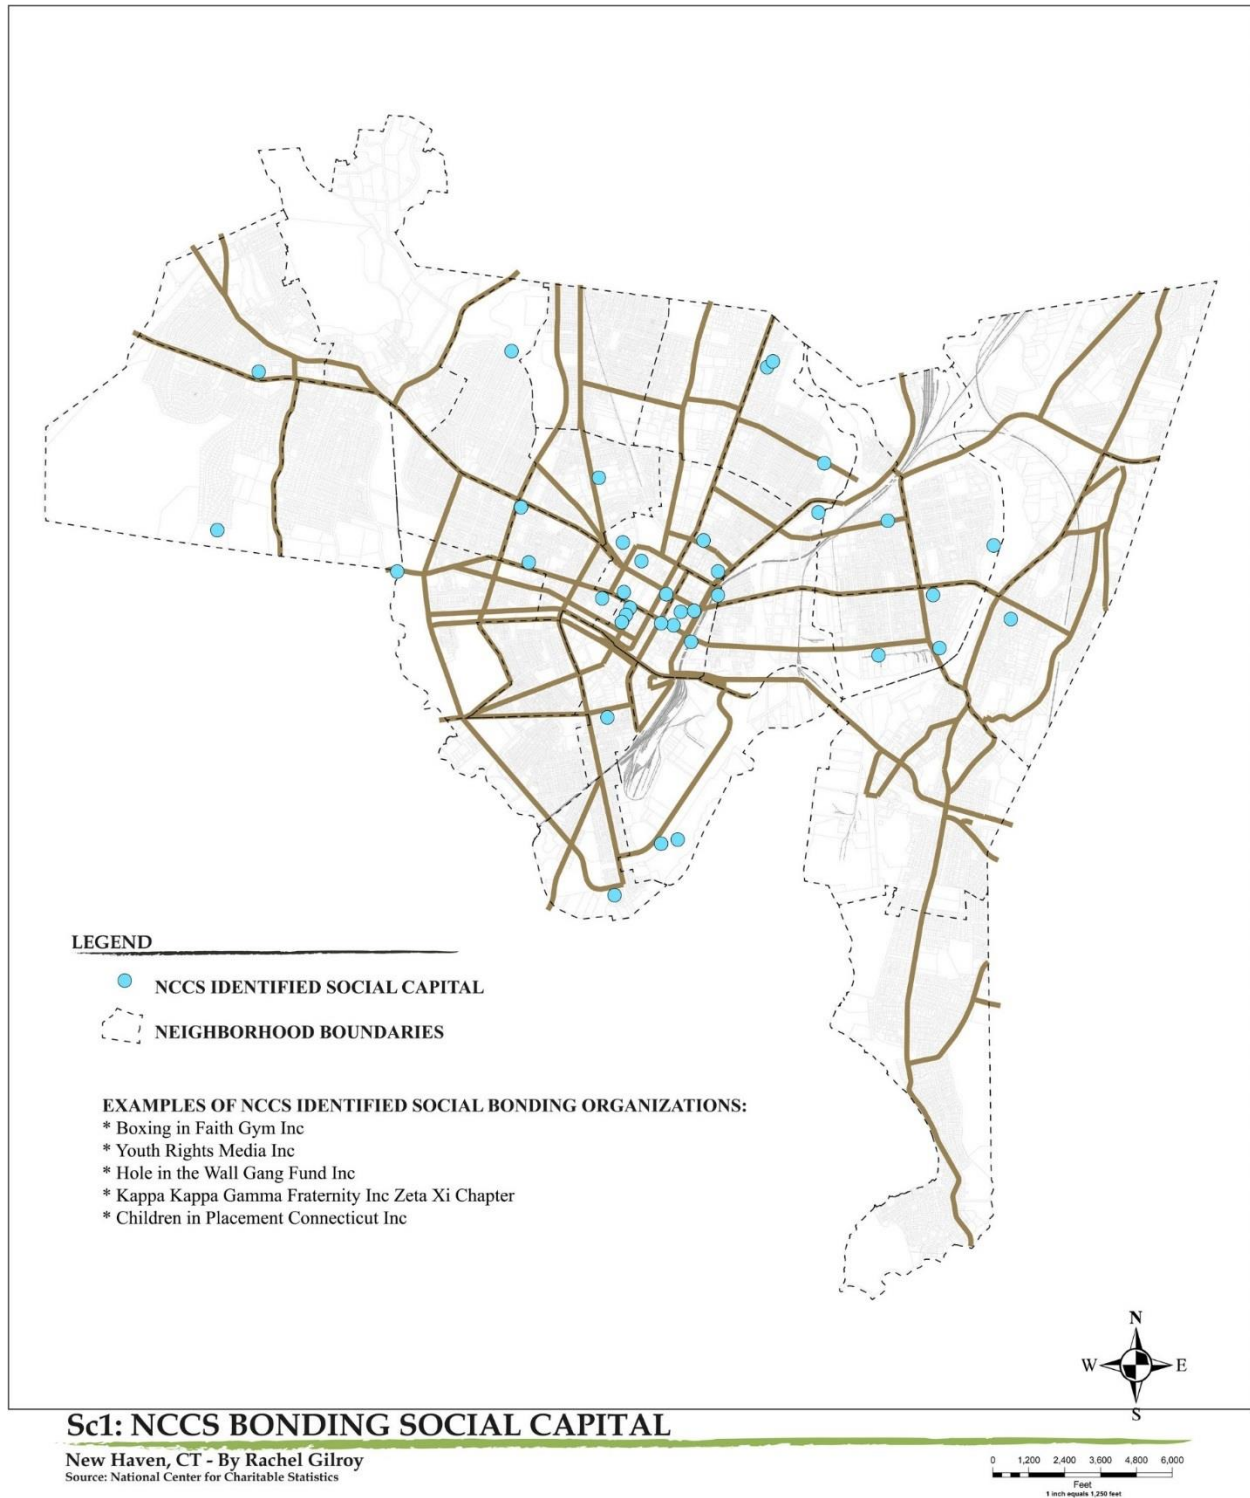 LEGEND
NCCS IDENTIFIED SOCIAL CAPITAL
NEIGHBORHOOD BOUNDARIES
EXAMPLES OF NCCS IDENTIFIED SOCIAL BONDING ORGANIZATIONS:
* Boxing in Faith Gym Inc
* Youth Rights Media Inc
* Hole in the Wall Gang Fund Inc
* Kappa Kappa Gamma Fraternity Inc Zeta Xi Chapter
* Children in Placement Connecticut Inc
N
W E
S
Sc1: NCCS BONDING SOCIAL CAPITAL
New Haven, CT - By Rachel Gilroy
Source: National Center for Charitable Statistics
0 1,200 2,400 3,600 4,800 6,000
Feet
1 inch equals 1,250 feet